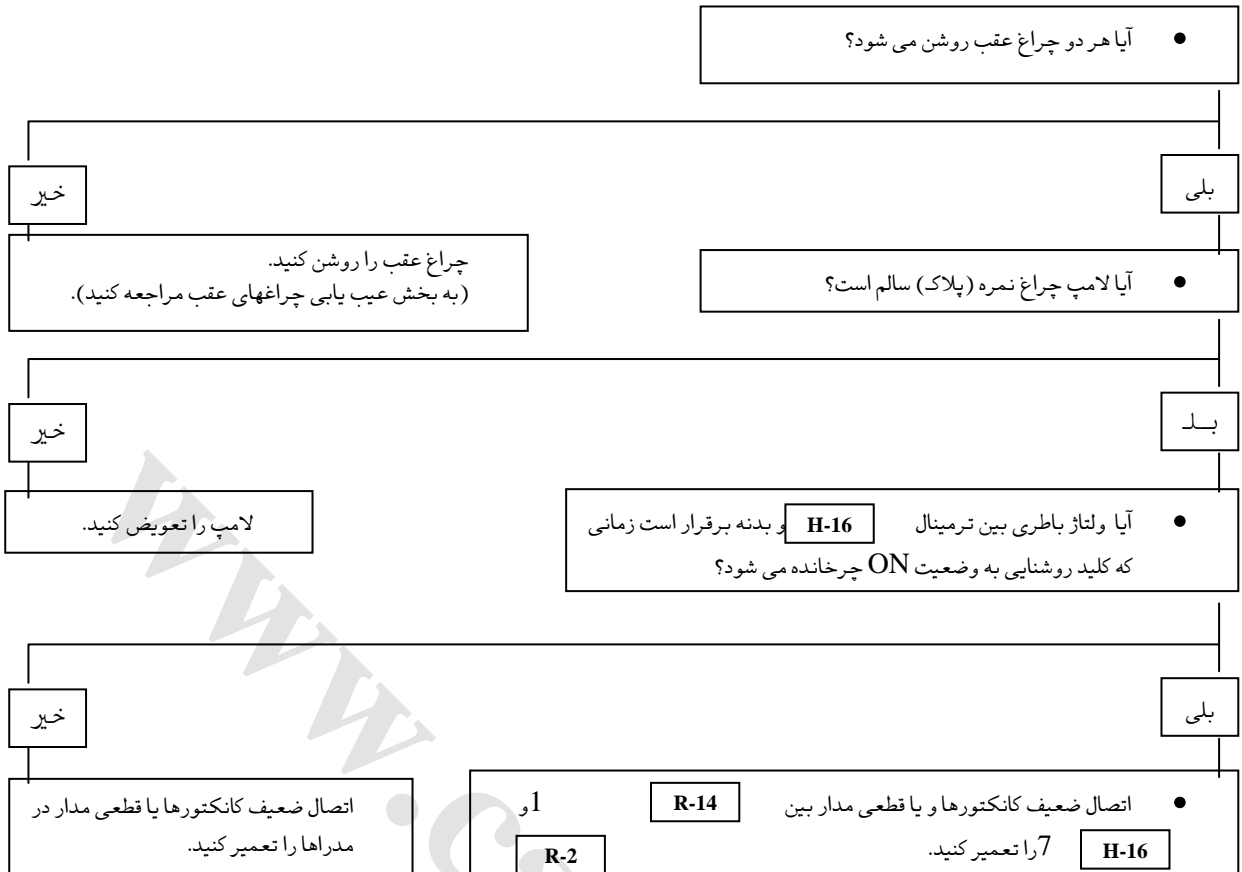 ● آیا هر دو چراغ عقب روشن می شود؟
بلی
خیر
● آیا لامپ چراغ نمره (پلاک) سالم است؟
چراغ عقب را روشن کنید.
(به بخش عیب یابی چراغهای عقب مراجعه کنید).
بلـ
خیر
● آیا ولتاژ باطری بین ترمینال H-16 و بدنه برقرار است زمانی
که کلید روشنایی به وضعیت ON چرخانده می شود؟
لامپ را تعویض کنید.
بلی
خیر
● اتصال ضعیف کانکتورها و یا قطعی مدار بین R-14 1و
H-16 7را تعمیر کنید. R-2
اتصال ضعیف کانکتورها یا قطعی مدار در
مدراها را تعمیر کنید.
www.c